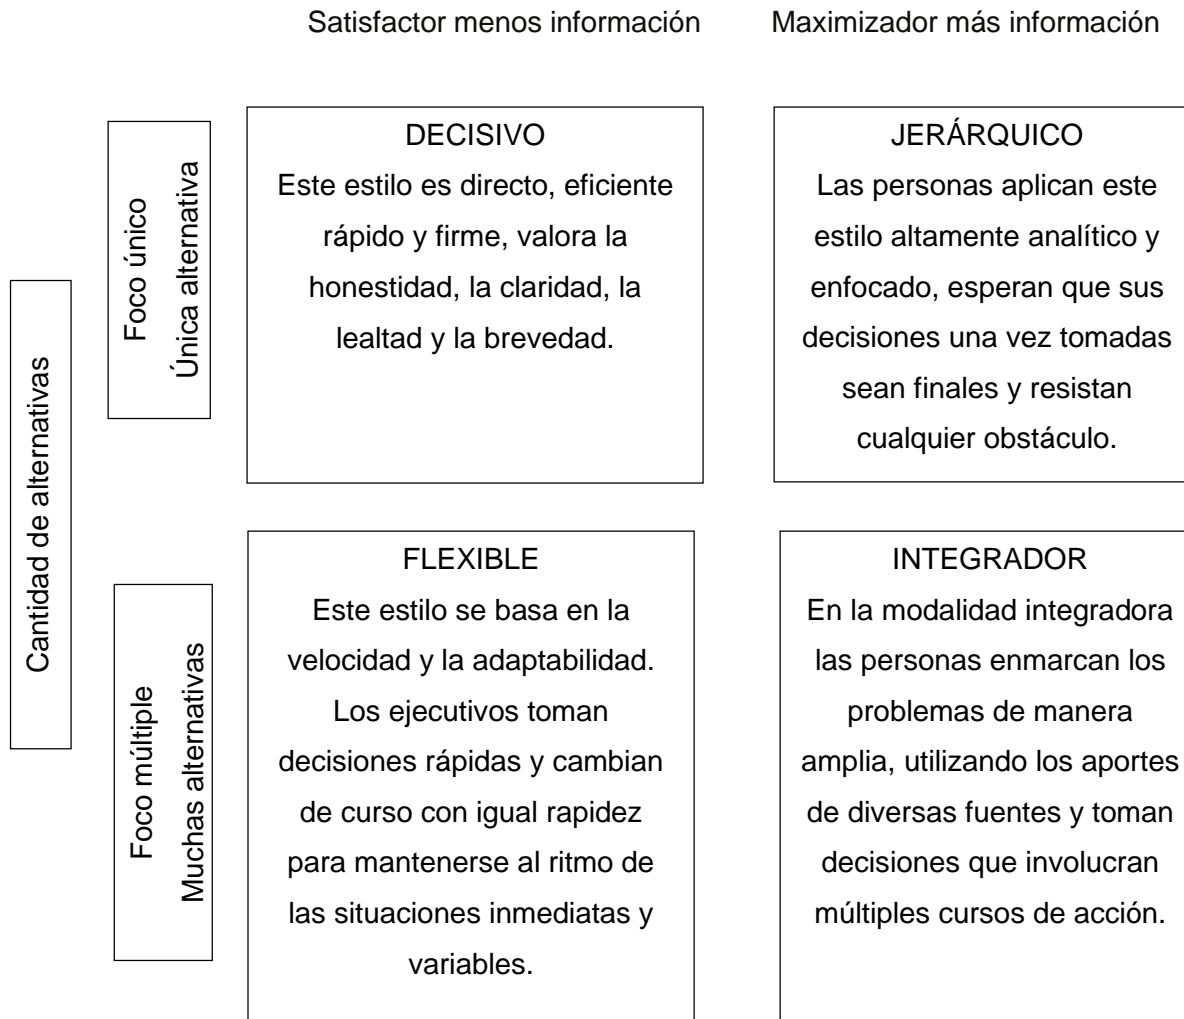 Satisfactor menos información
Maximizador más información
Cantidad de alternativas
Foco único
Única alternativa
DECISIVO
Este estilo es directo, eficiente
rápido y firme, valora la
honestidad, la claridad, la
lealtad y la brevedad.
JERÁRQUICO
Las personas aplican este
estilo altamente analítico y
enfocado, esperan que sus
decisiones una vez tomadas
sean finales y resistan
cualquier obstáculo.
Foco múltiple
Muchas alternativas
FLEXIBLE
Este estilo se basa en la
velocidad y la adaptabilidad.
Los ejecutivos toman
decisiones rápidas y cambian
de curso con igual rapidez
para mantenerse al ritmo de
las situaciones inmediatas y
variables.
INTEGRADOR
En la modalidad integradora
las personas enmarcan los
problemas de manera
amplia, utilizando los aportes
de diversas fuentes y toman
decisiones que involucran
múltiples cursos de acción.